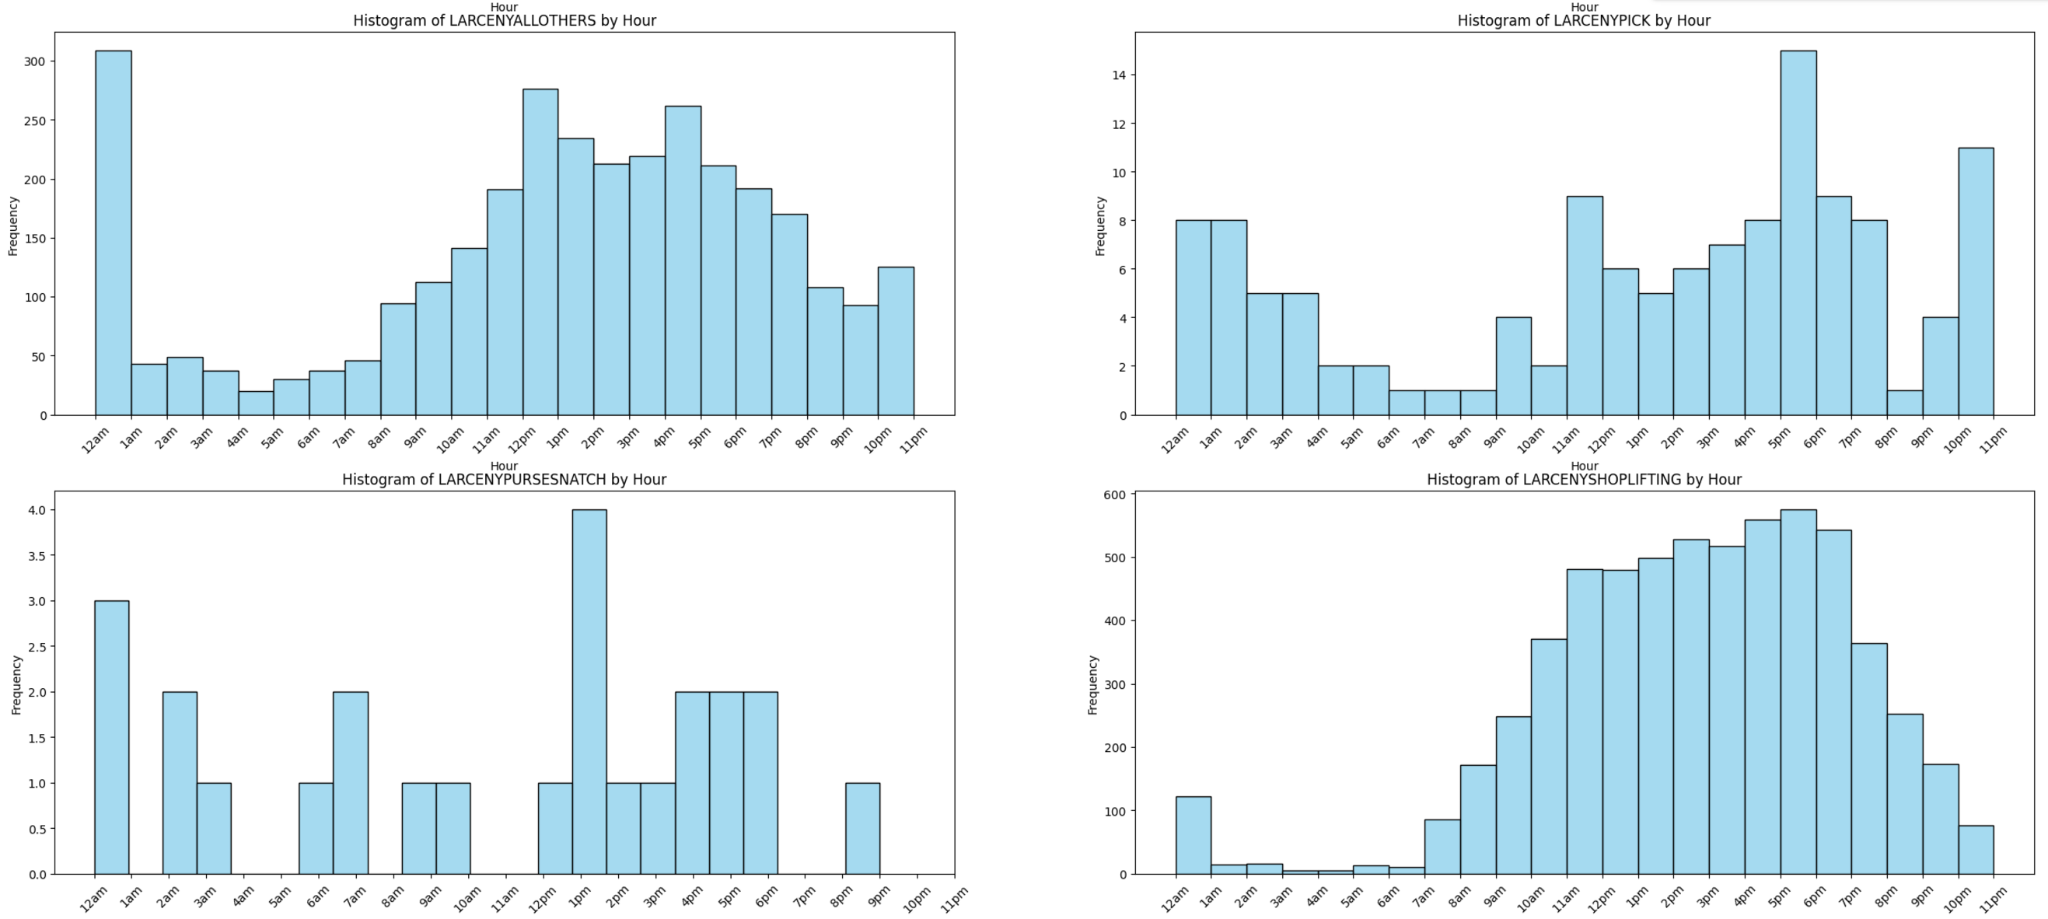 Hour
Histogram of LARCENYALLOTHERS by Hour
Frequency
300
250
200
150
100
50
0
12am 1am 2am 3am 4am 5am 6am 7am 8am 9am 10am 11am 12pm 1pm 2pm 3pm 4pm 5pm 6pm 7pm 8pm 9pm 10pm 11pm
Hour
Hour
Histogram of LARCENYPICK by Hour
Frequency
14
12
10
8
6
4
2
0
12am 1am 2am 3am 4am 5am 6am 7am 8am 9am 10am 11am 12pm 1pm 2pm 3pm 4pm 5pm 6pm 7pm 8pm 9pm 10pm 11pm
Hour
Histogram of LARCENYPURSESNATCH by Hour
Frequency
4.0
3.5
3.0
2.5
2.0
1.5
1.0
0.5
0.0
12am 1am 2am 3am 4am 5am 6am 7am 8am 9am 10am 11am 12pm 1pm 2pm 3pm 4pm 5pm 6pm 7pm 8pm 9pm 10pm 11pm
Histogram of LARCENYSHOPLIFTING by Hour
Frequency
600
500
400
300
200
100
0
12am 1am 2am 3am 4am 5am 6am 7am 8am 9am 10am 11am 12pm 1pm 2pm 3pm 4pm 5pm 6pm 7pm 8pm 9pm 10pm 11pm